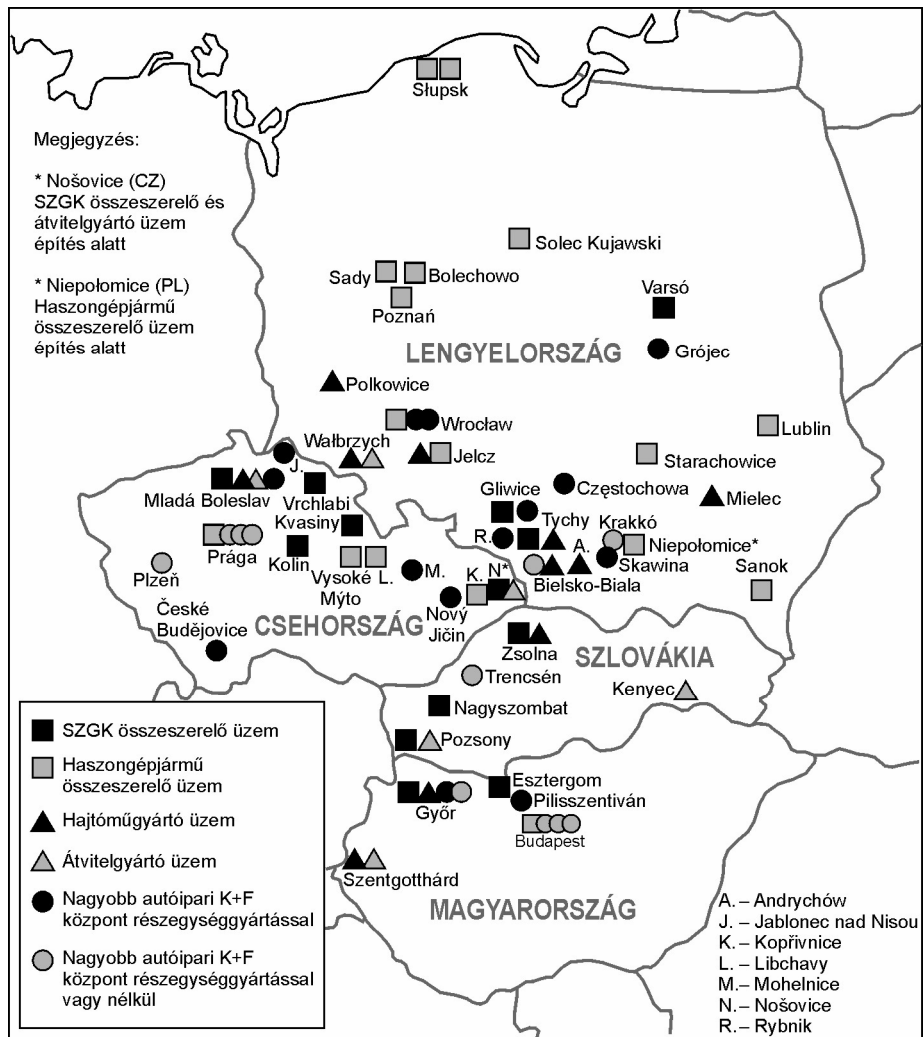 Słupsk
Megjegyzés:
* Nošovice (CZ)
SZGK összeszerelő és
átvitelgyártó üzem
építés alatt
* Niepołomice (PL)
Haszongépjármű
összeszerelő üzem
építés alatt
Solec Kujawski
Sady
Bolechowo
Poznań
Varsó
LENGYELORSZÁG
Grójec
Polkowice
Wrocław
Lublin
Wałbrzych
Jelcz
Starachowice
J.
Mladá Boleslav
Vrchlabi
Kvasiny
Gliwice
Częstochowa
Mielec
Tychy
R.
A.
Krakkó
Prága
Kolin
Niepołomice*
Skawina
Plzeň
Vysoké L.
Mýto
M.
K.
N*
Bielsko-Biala
Sanok
České
Budějovice
CSEHORSZÁG
Nový
Jičin
Zsolna
SZLOVÁKIA
Trencsén
Kenyec
Nagyszombat
Pozsony
SZGK összeszerelő üzem
Haszongépjármű
összeszerelő üzem
Hajtóműgyártó üzem
Átvitelgyártó üzem
Nagyobb autóipari K+F
központ részegységgyártással
Nagyobb autóipari K+F
központ részegységgyártással
vagy nélkül
Esztergom
Győr
Pilisszentiván
Budapest
Szentgotthárd
MAGYARORSZÁG
A. – Andrychów
J. – Jablonec nad Nisou
K. – Kopřivnice
L. – Libchavy
M. – Mohelnice
N. – Nošovice
R. – Rybnik